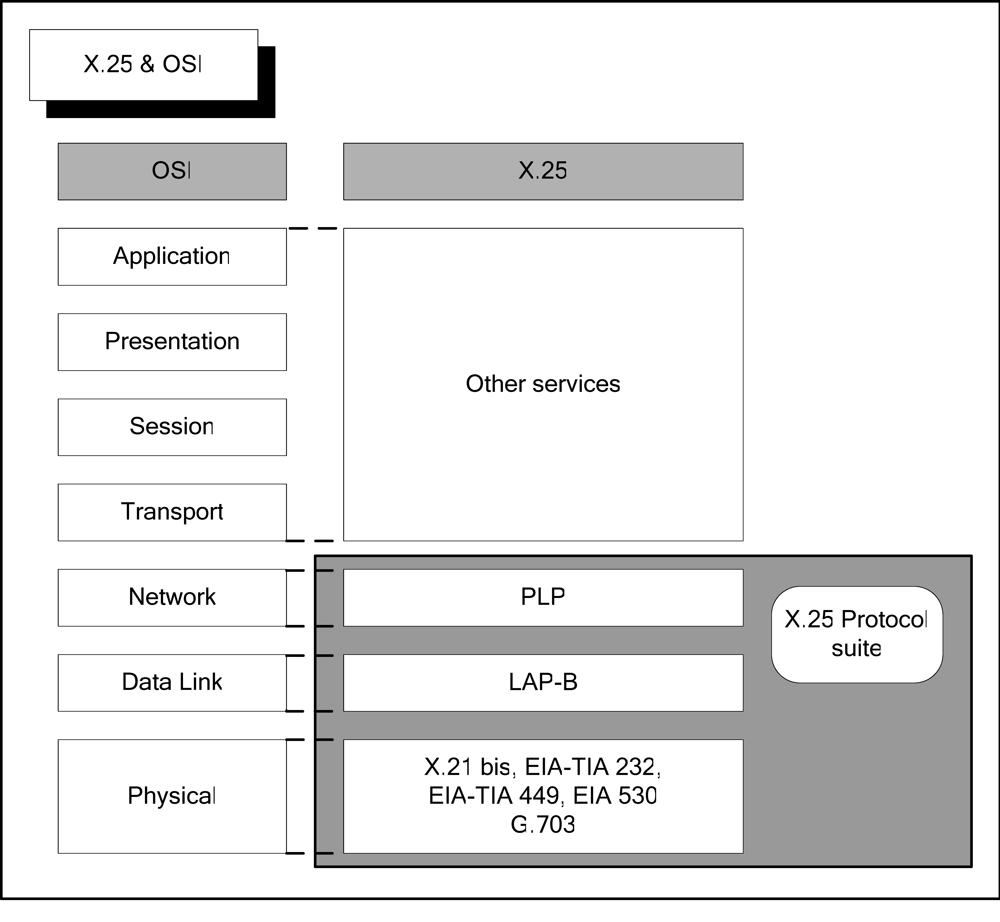 X.25 & OSI
OSI
X.25
Application
Presentation
Session
Transport
Other services
Network
PLP
Data Link
LAP-B
X.25 Protocol
suite
Physical
X.21 bis, EIA-TIA 232,
EIA-TIA 449, EIA 530
G.703